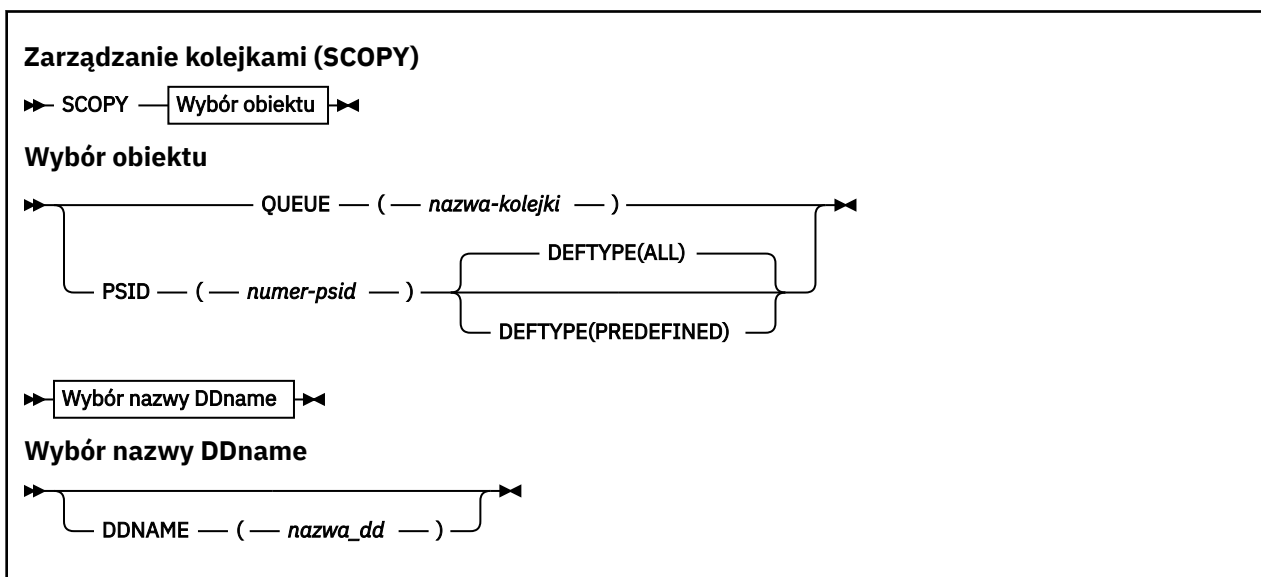 Zarządzanie kolejkami (SCOPY)
SCOPY Wybór obiektu
Wybór obiektu
QUEUE ( nazwa-kolejki )
DEFTYPE(ALL)
PSID ( numer-psid )
DEFTYPE(PREDEFINED)
Wybór nazwy DDname
Wybór nazwy DDname
DDNAME ( nazwa_dd )